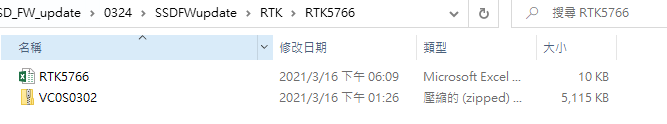 SD_FW_update > 0324 > SSDFWupdate > RTK > RTK5766 搜尋 RTK5766
名稱 修改日期 類型 大小
RTK5766 2021/3/16 下午 06:09 Microsoft Excel ... 10 KB
VC0S0302 2021/3/16 下午 01:26 壓縮的 (zipped) ... 5,115 KB